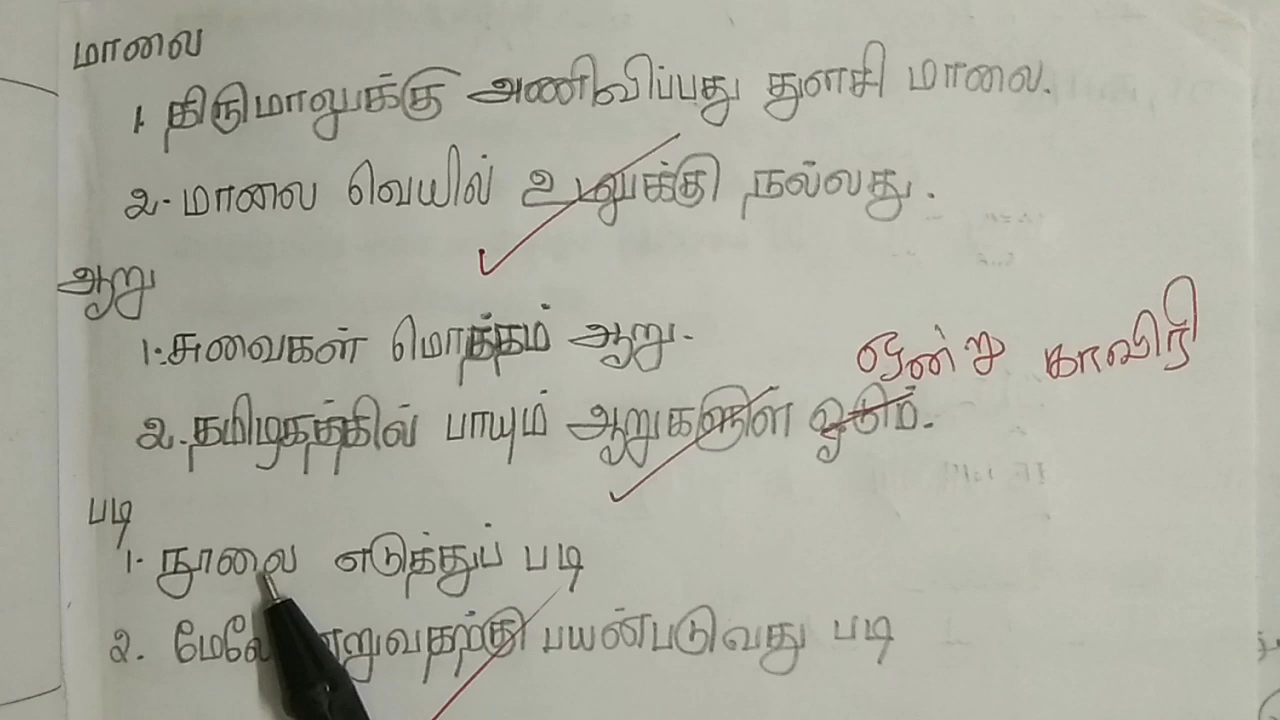 மாலை
1. திருமாலுக்கு அணிவிப்பது துளசி மாலை.
2. மாலை வெயில் உடலுக்கு நல்லது.
ஆறு
1. சுவைகள் மொத்தம் ஆறு.
ஒன்று காவிரி
2. தமிழகத்தில் பாயும் ஆறுகளுள் ஓடும்.
படி
1. நூலை எடுத்துப் படி
2. மேலே ஏறுவதற்கு பயன்படுவது படி